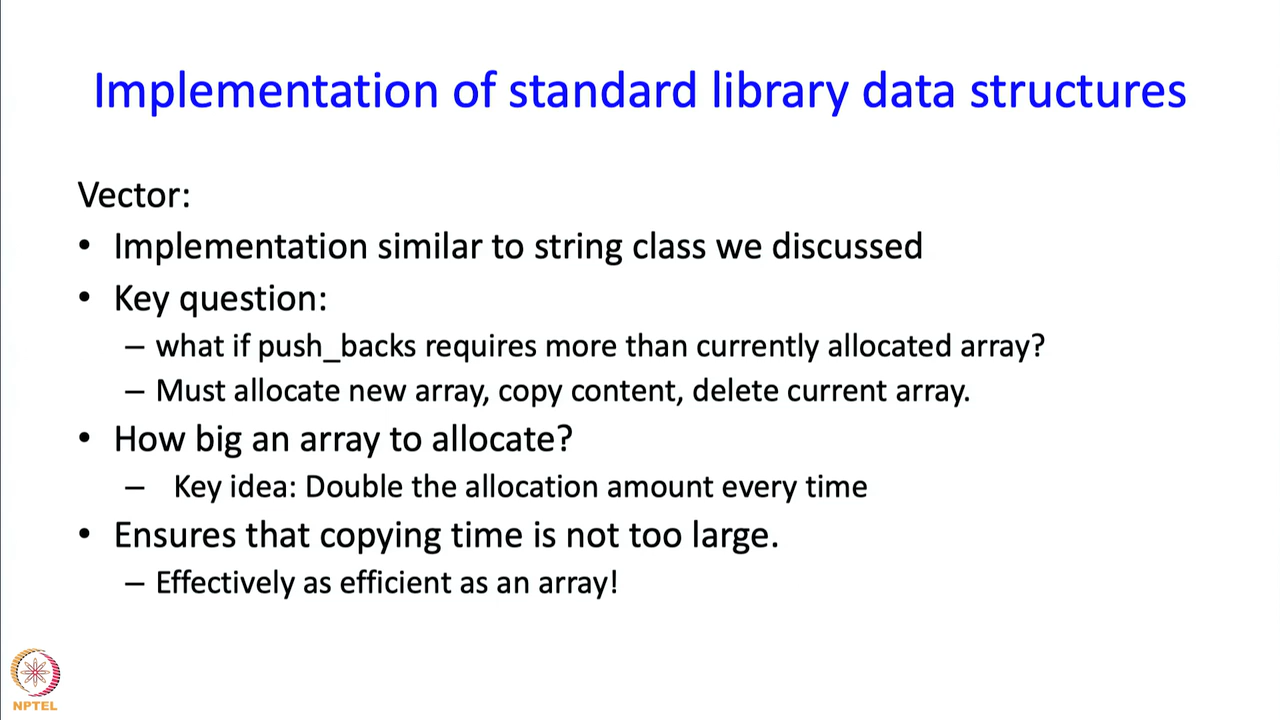 Implementation of standard library data structures
Vector:
• Implementation similar to string class we discussed
• Key question:
– what if push_backs requires more than currently allocated array?
– Must allocate new array, copy content, delete current array.
• How big an array to allocate?
– Key idea: Double the allocation amount every time
• Ensures that copying time is not too large.
– Effectively as efficient as an array!
NPTEL